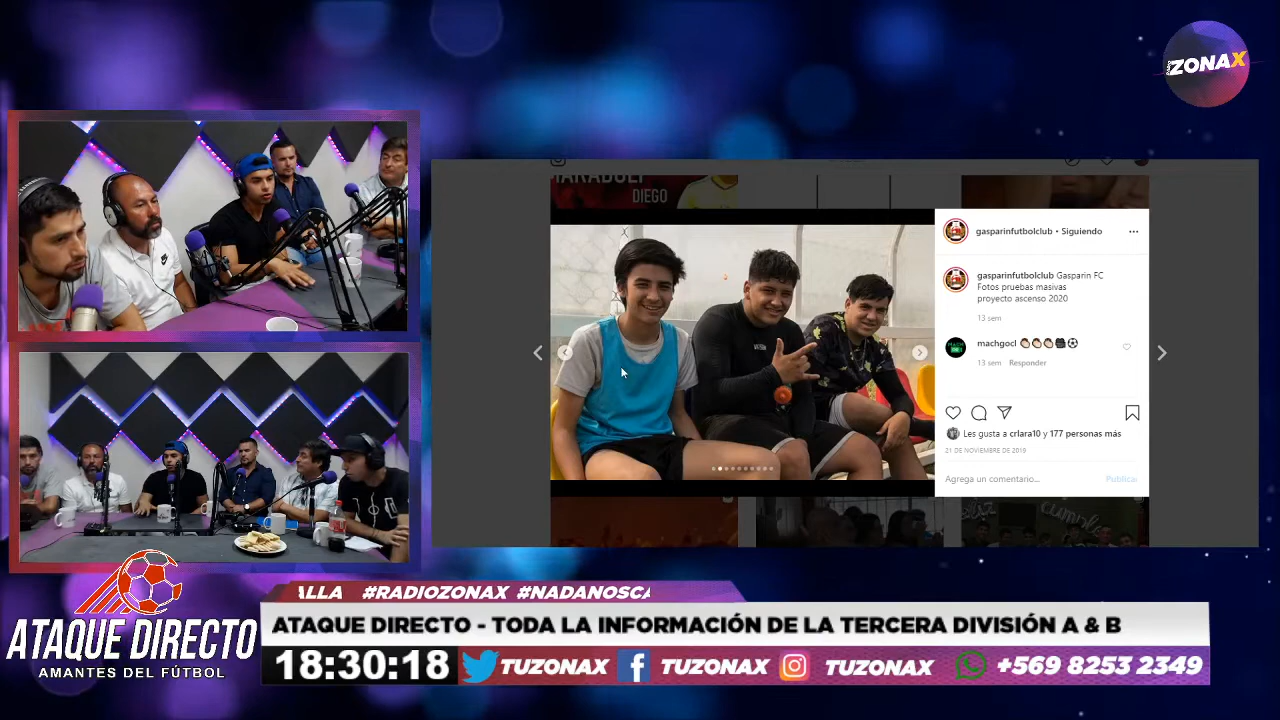 ZONAX
DIEGO
gasparinfutbolclub • Siguiendo
gasparinfutbolclub Gasparin FC
Fotos pruebas masivas
proyecto ascenso 2020
13 sem
machgocl
13 sem Responder
Les gusta a crlara10 y 177 personas más
21 DE NOVIEMBRE DE 2019
Agrega un comentario...
Publicar
#RADIOZONAX #NADANOSCA
ATAQUE DIRECTO
AMANTES DEL FÚTBOL
ATAQUE DIRECTO - TODA LA INFORMACIÓN DE LA TERCERA DIVISIÓN A & B
18:30:18 TUZONAX TUZONAX TUZONAX +569 8253 2349